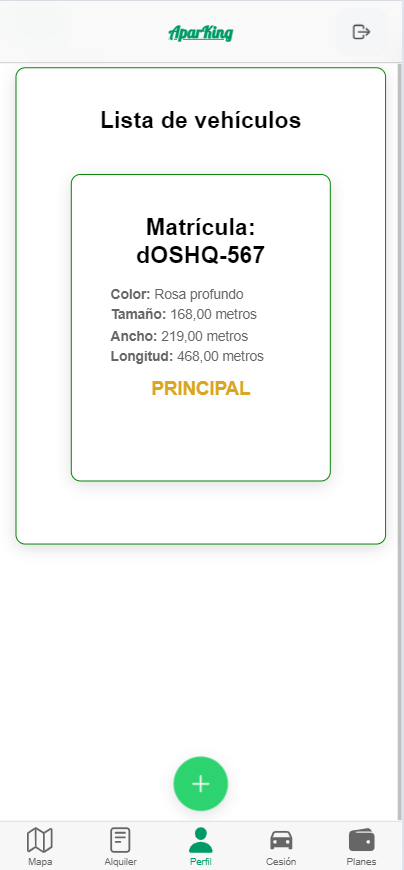 AparKing
Lista de vehículos
Matrícula:
dOSHQ-567
Color: Rosa profundo
Tamaño: 168,00 metros
Ancho: 219,00 metros
Longitud: 468,00 metros
PRINCIPAL
Mapa Alquiler Perfil Cesión Planes